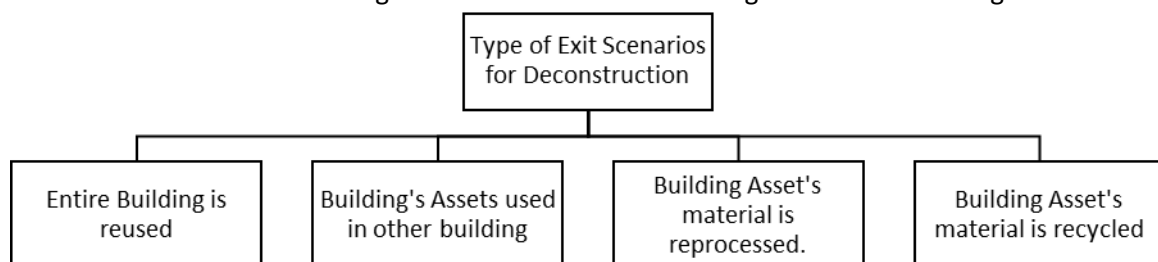 Type of Exit Scenarios
for Deconstruction
Entire Building is
reused
Building's Assets used
in other building
Building Asset's
material is
reprocessed.
Building Asset's
material is recycled